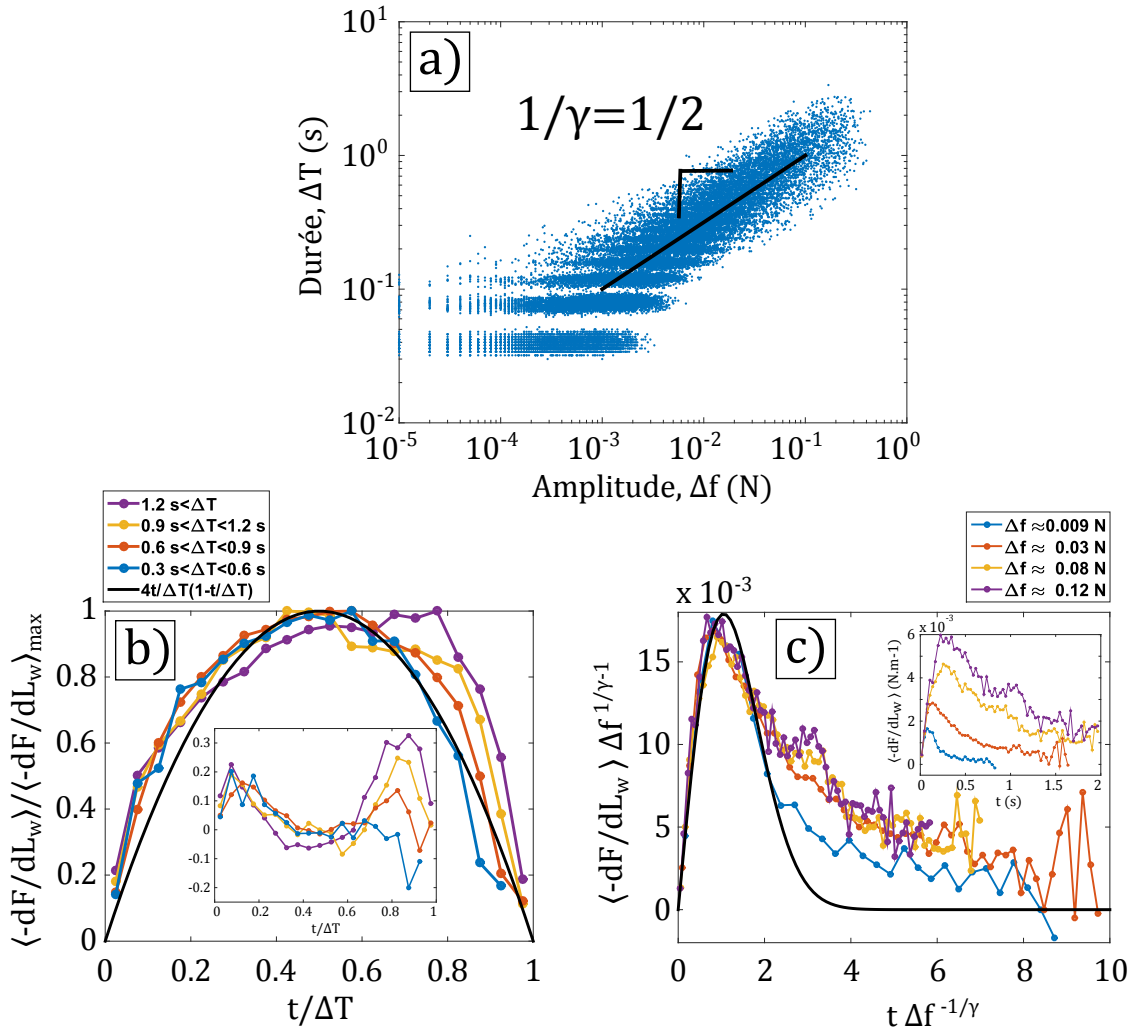 a)
1/γ=1/2
Durée, ΔT (s)
10^1
10^0
10^-1
10^-2
10^-5 10^-4 10^-3 10^-2 10^-1 10^0
Amplitude, Δf (N)
1.2 s<ΔT
0.9 s<ΔT<1.2 s
0.6 s<ΔT<0.9 s
0.3 s<ΔT<0.6 s
4t/ΔT(1-t/ΔT)
b)
⟨-dF/dL_w⟩/⟨-dF/dL_w⟩_max
1
0.8
0.6
0.4
0.2
0
0 0.2 0.4 0.6 0.8 1
t/ΔT
0.3
0.2
0.1
0
-0.1
-0.2
0 0.2 0.4 0.6 0.8 1
t/ΔT
Δf ≈0.009 N
Δf ≈ 0.03 N
Δf ≈ 0.08 N
Δf ≈ 0.12 N
x 10^-3
c)
⟨-dF/dL_w⟩ Δf^1/γ-1
15
10
5
0
0 2 4 6 8 10
t Δf^-1/γ
x 10^-3
⟨-dF/dL_W⟩ (N.m-1)
6
4
2
0
0 0.5 1 1.5 2
t (s)